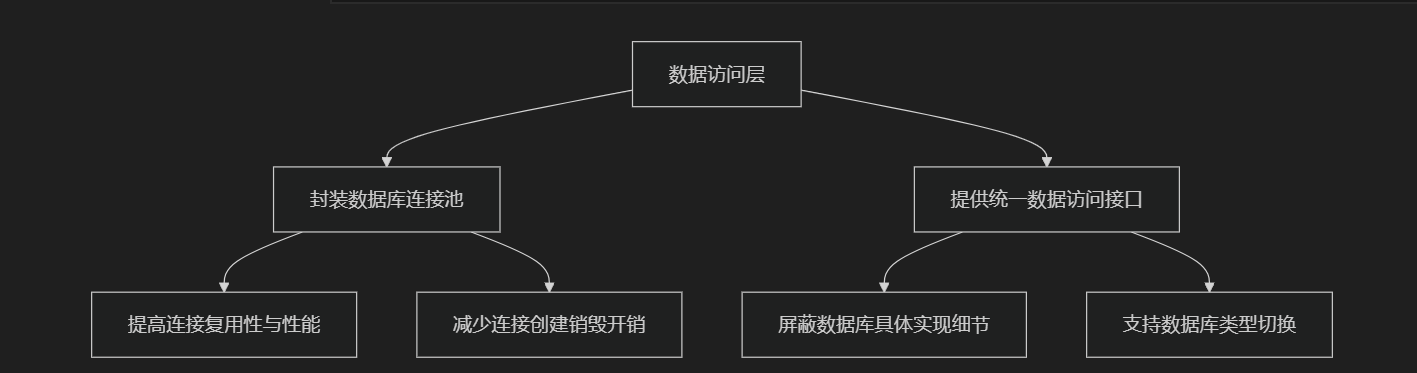 数据访问层
封装数据库连接池
提供统一数据访问接口
提高连接复用性与性能
减少连接创建销毁开销
屏蔽数据库具体实现细节
支持数据库类型切换